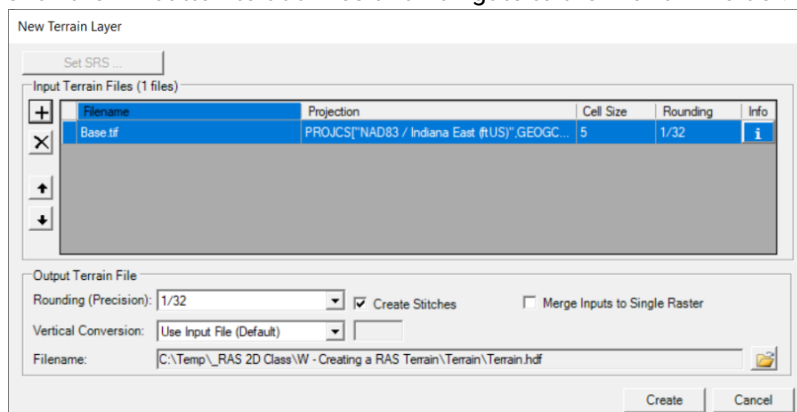 New Terrain Layer
Set SRS ...
Input Terrain Files (1 files)
Filename Projection Cell Size Rounding Info
Base.tif PROJCS["NAD83 / Indiana East (ftUS)",GEOGC... 5 1/32 i
Output Terrain File
Rounding (Precision): 1/32 Create Stitches Merge Inputs to Single Raster
Vertical Conversion: Use Input File (Default)
Filename: C:\Temp\_RAS 2D Class\W - Creating a RAS Terrain\Terrain\Terrain.hdf
Create Cancel